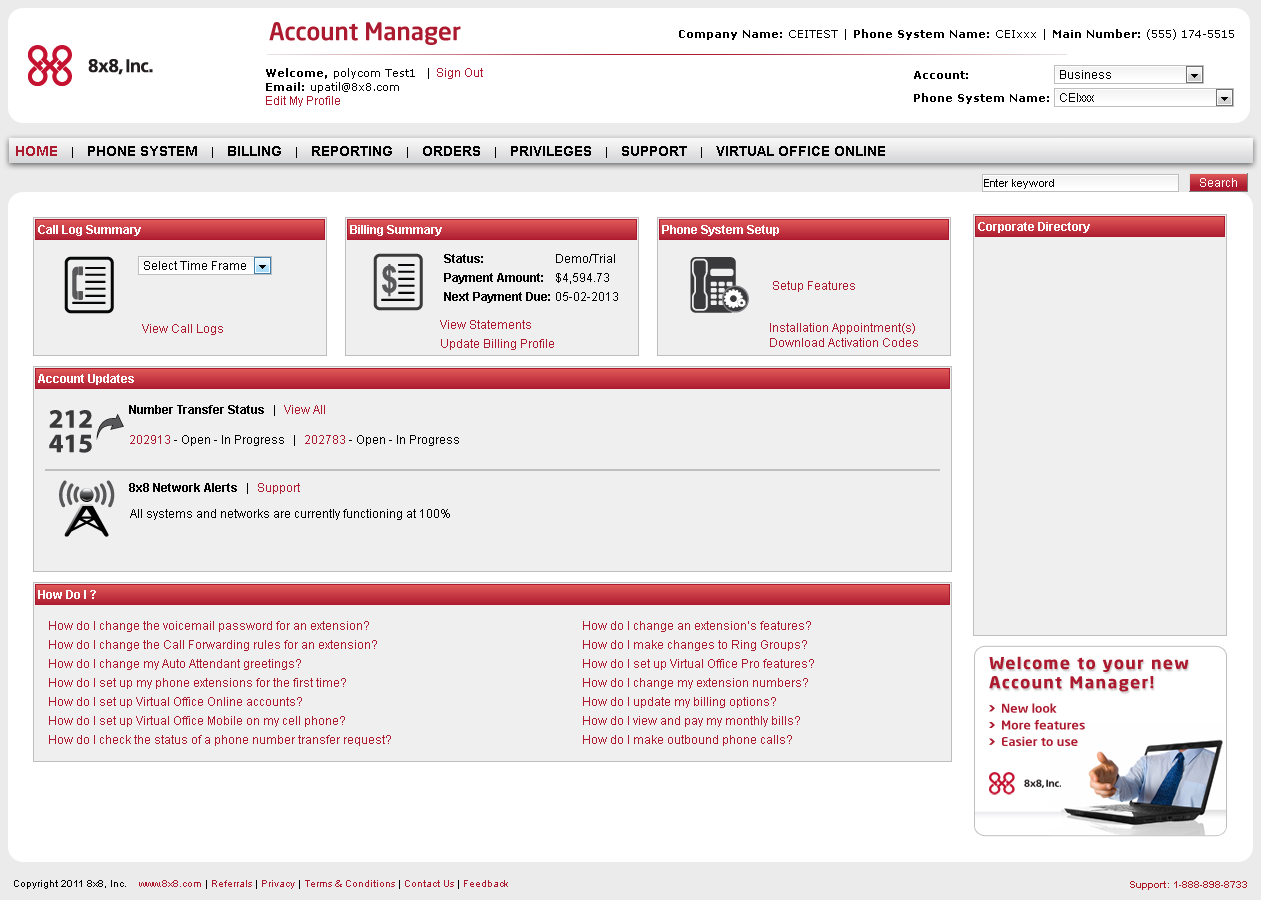 Account Manager
8x8, Inc.
Company Name: CEITEST | Phone System Name: CEIxxx | Main Number: (555) 174-5515
Welcome, polycom Test1 | Sign Out
Email: upatil@8x8.com
Edit My Profile
Account: Business
Phone System Name: CEIxxx
HOME | PHONE SYSTEM | BILLING | REPORTING | ORDERS | PRIVILEGES | SUPPORT | VIRTUAL OFFICE ONLINE
Enter keyword Search
Call Log Summary
Select Time Frame
View Call Logs
Billing Summary
$
Status: Demo/Trial
Payment Amount: $4,594.73
Next Payment Due: 05-02-2013
View Statements
Update Billing Profile
Phone System Setup
Setup Features
Installation Appointment(s)
Download Activation Codes
Corporate Directory
Account Updates
212
415
Number Transfer Status | View All
202913 - Open - In Progress | 202783 - Open - In Progress
8x8 Network Alerts | Support
All systems and networks are currently functioning at 100%
How Do I ?
How do I change the voicemail password for an extension?
How do I change the Call Forwarding rules for an extension?
How do I change my Auto Attendant greetings?
How do I set up my phone extensions for the first time?
How do I set up Virtual Office Online accounts?
How do I set up Virtual Office Mobile on my cell phone?
How do I check the status of a phone number transfer request?
How do I change an extension's features?
How do I make changes to Ring Groups?
How do I set up Virtual Office Pro features?
How do I change my extension numbers?
How do I update my billing options?
How do I view and pay my monthly bills?
How do I make outbound phone calls?
Welcome to your new
Account Manager!
> New look
> More features
> Easier to use
8x8, Inc.
Copyright 2011 8x8, Inc. www.8x8.com | Referrals | Privacy | Terms & Conditions | Contact Us | Feedback
Support: 1-888-898-8733